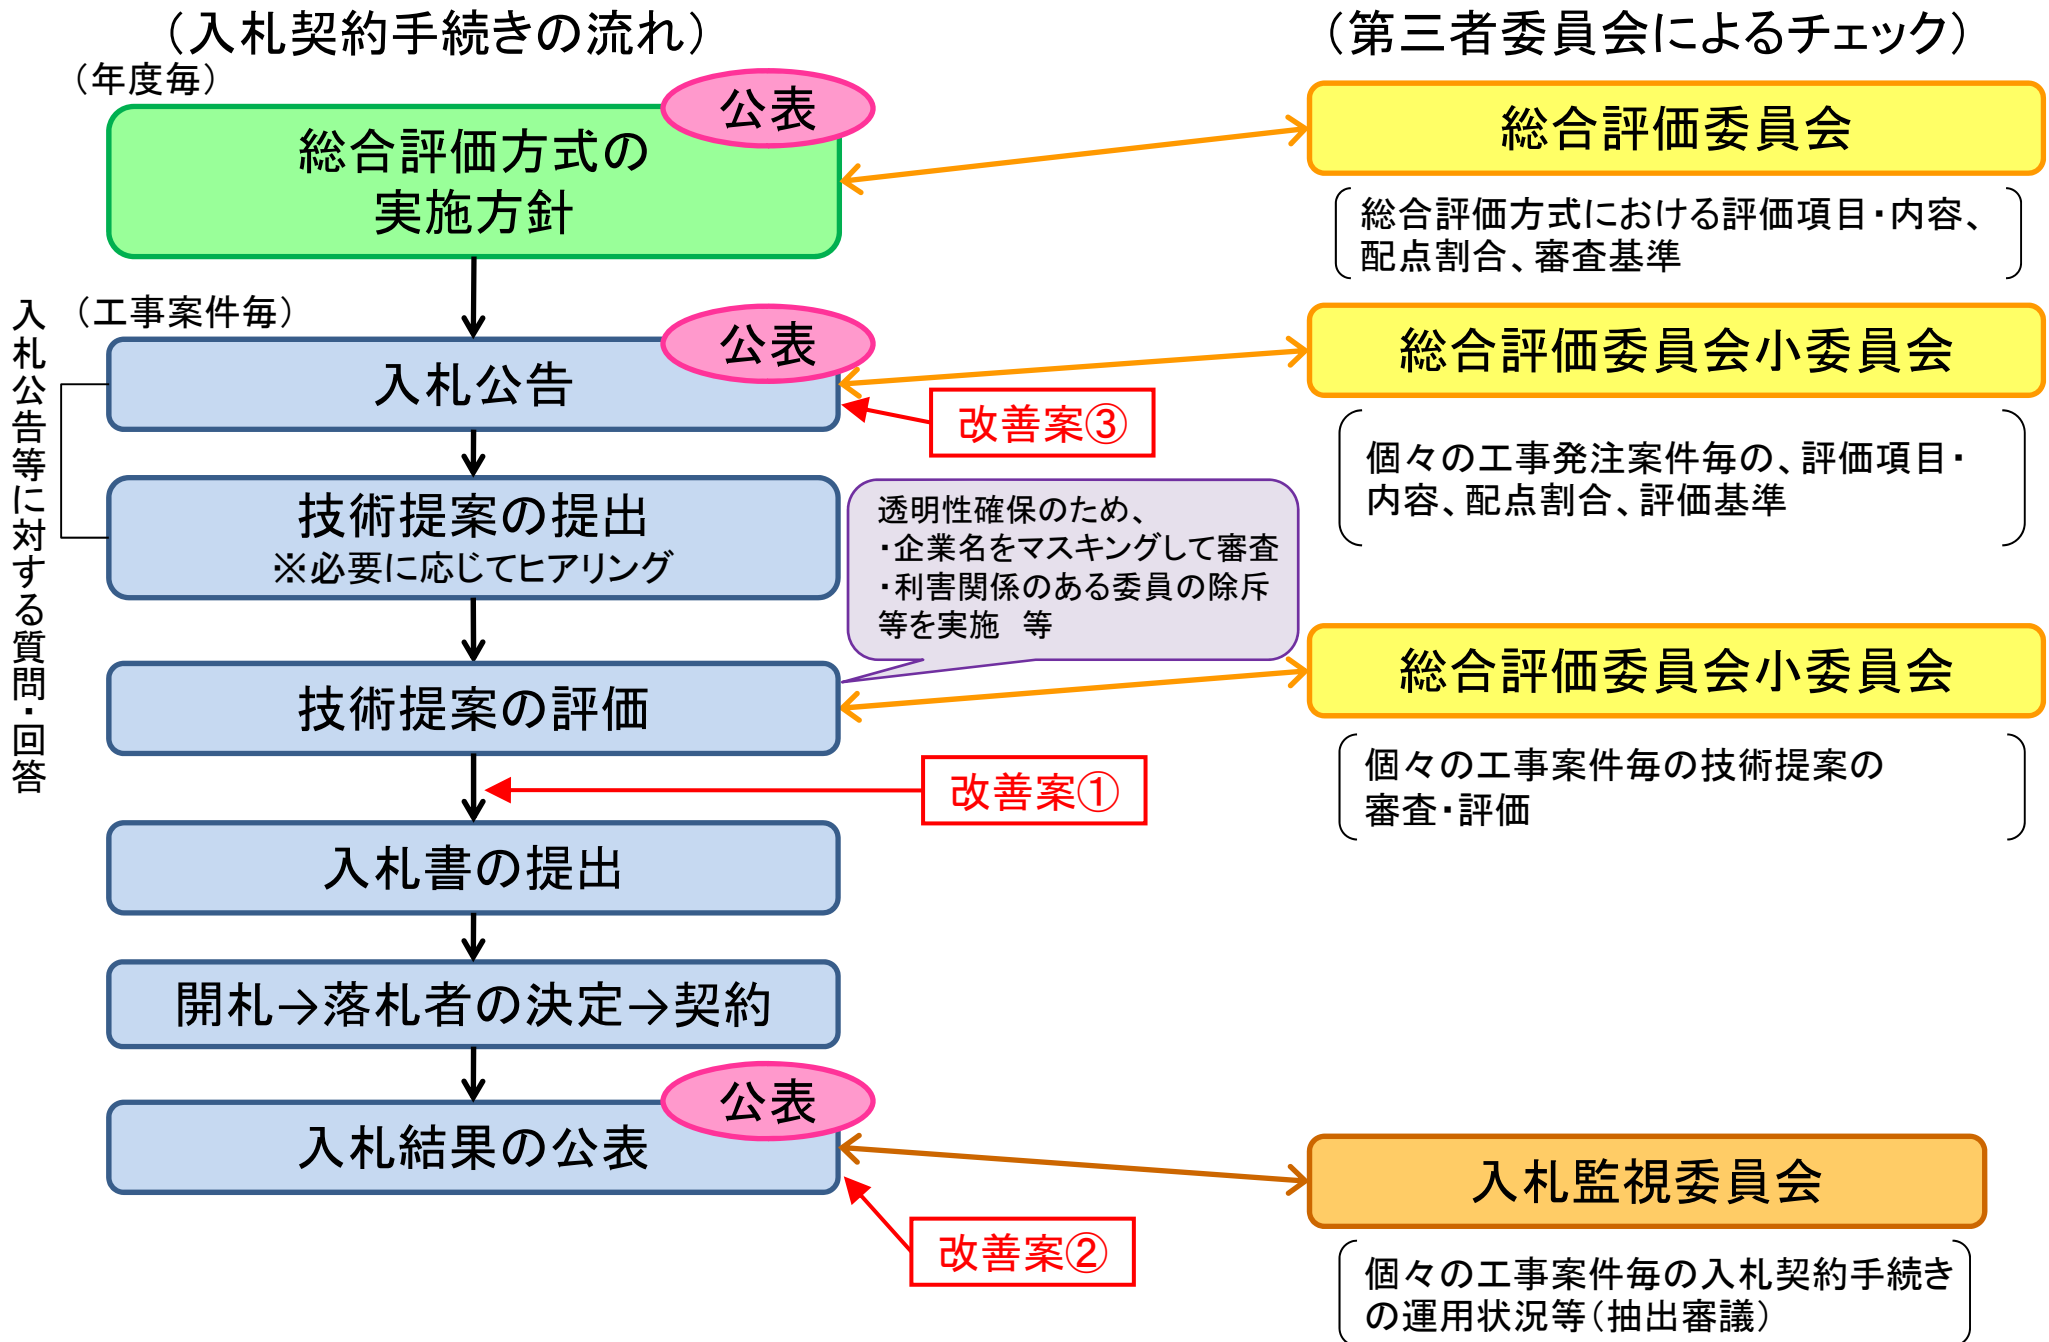 （入札契約手続きの流れ）
（年度毎）
公表
総合評価方式の
実施方針
（工事案件毎）
公表
入札公告
改善案③
技術提案の提出
※必要に応じてヒアリング
入札公告等に対する質問・回答
透明性確保のため、
・企業名をマスキングして審査
・利害関係のある委員の除斥
等を実施　等
技術提案の評価
改善案①
入札書の提出
開札→落札者の決定→契約
公表
入札結果の公表
改善案②
（第三者委員会によるチェック）
総合評価委員会
総合評価方式における評価項目・内容、
配点割合、審査基準
総合評価委員会小委員会
個々の工事発注案件毎の、評価項目・
内容、配点割合、評価基準
総合評価委員会小委員会
個々の工事案件毎の技術提案の
審査・評価
入札監視委員会
個々の工事案件毎の入札契約手続き
の運用状況等（抽出審議）